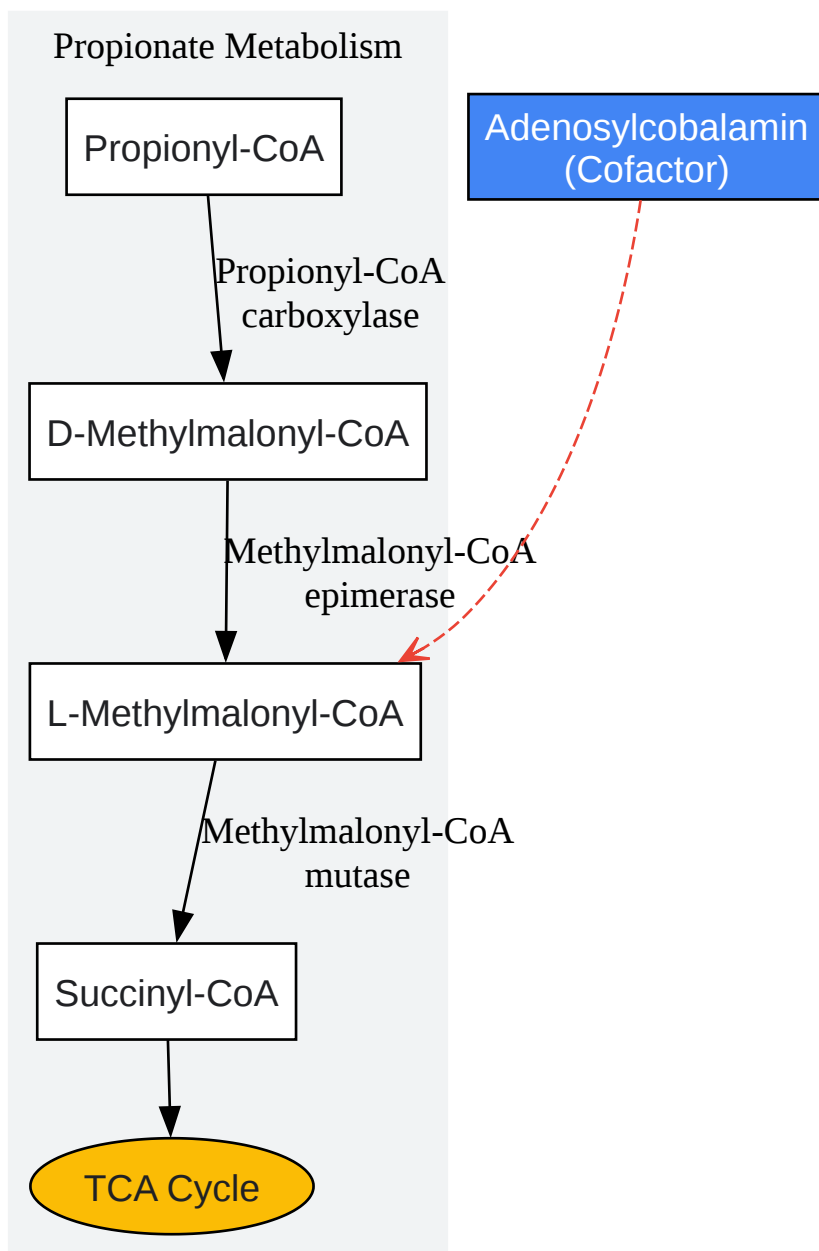 Propionate Metabolism
Propionyl-CoA
Adenosylcobalamin
(Cofactor)
Propionyl-CoA
carboxylase
D-Methylmalonyl-CoA
Methylmalonyl-CoA
epimerase
L-Methylmalonyl-CoA
Methylmalonyl-CoA
mutase
Succinyl-CoA
TCA Cycle